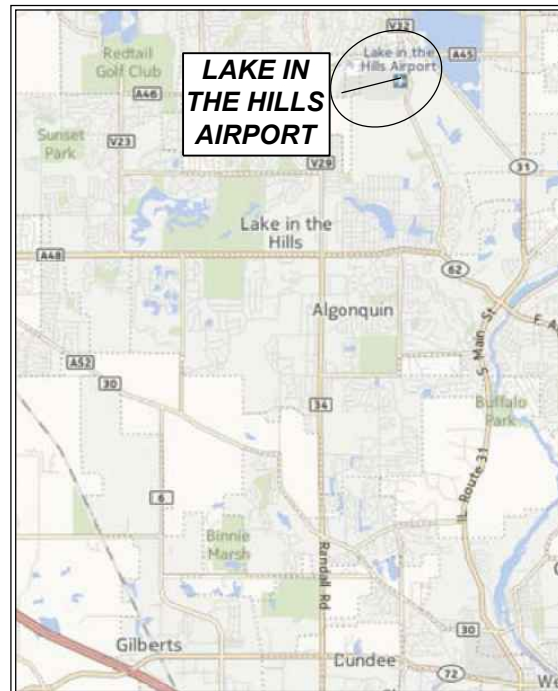 V32
Redtail
Golf Club
Lake in the
Hills Airport
A45
LAKE IN
THE HILLS
AIRPORT
A46
Sunset
Park
V23
V29
31
Lake in the
Hills
A48
62
Algonquin
S Main St
A52
30
34
Buffalo
Park
IL Route 31
6
Binnie
Marsh
Randall Rd
30
Gilberts
Dundee
72